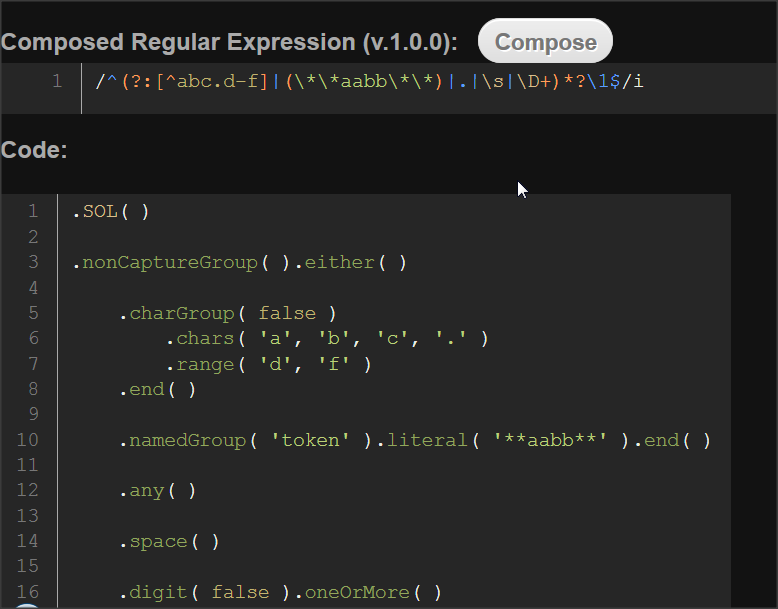 Composed Regular Expression (v.1.0.0): Compose
1 /^(?:[^abc.d-f]|(\*\*aabb\*\*)|.|\s|\D+)*?\1$/i
Code:
1 .SOL( )
2
3 .nonCaptureGroup( ).either( )
4
5 .charGroup( false )
6 .chars( 'a', 'b', 'c', '.' )
7 .range( 'd', 'f' )
8 .end( )
9
10 .namedGroup( 'token' ).literal( '**aabb**' ).end( )
11
12 .any( )
13
14 .space( )
15
16 .digit( false ).oneOrMore( )